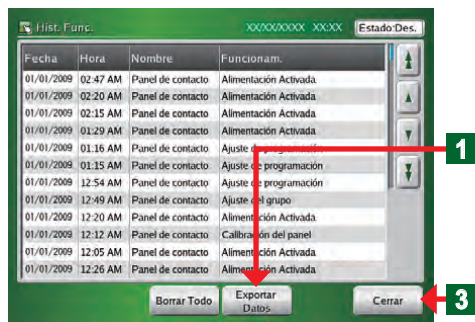 Hist. Func. XX/XX/XXXX XX:XX Estado:Des.
Fecha Hora Nombre Funcionam.
01/01/2009 02:47 AM Panel de contacto Alimentación Activada
01/01/2009 02:20 AM Panel de contacto Alimentación Activada
01/01/2009 02:15 AM Panel de contacto Alimentación Activada
01/01/2009 01:29 AM Panel de contacto Alimentación Activada
01/01/2009 01:16 AM Panel de contacto Ajuste de programación
01/01/2009 01:15 AM Panel de contacto Ajuste de programación
01/01/2009 12:54 AM Panel de contacto Ajuste de programación
01/01/2009 12:49 AM Panel de contacto Ajuste del grupo
01/01/2009 12:20 AM Panel de contacto Alimentación Activada
01/01/2009 12:12 AM Panel de contacto Calibración del panel
01/01/2009 12:05 AM Panel de contacto Alimentación Activada
01/01/2009 12:26 AM Panel de contacto Alimentación Activada
Borrar Todo Exportar Datos Cerrar
1
3